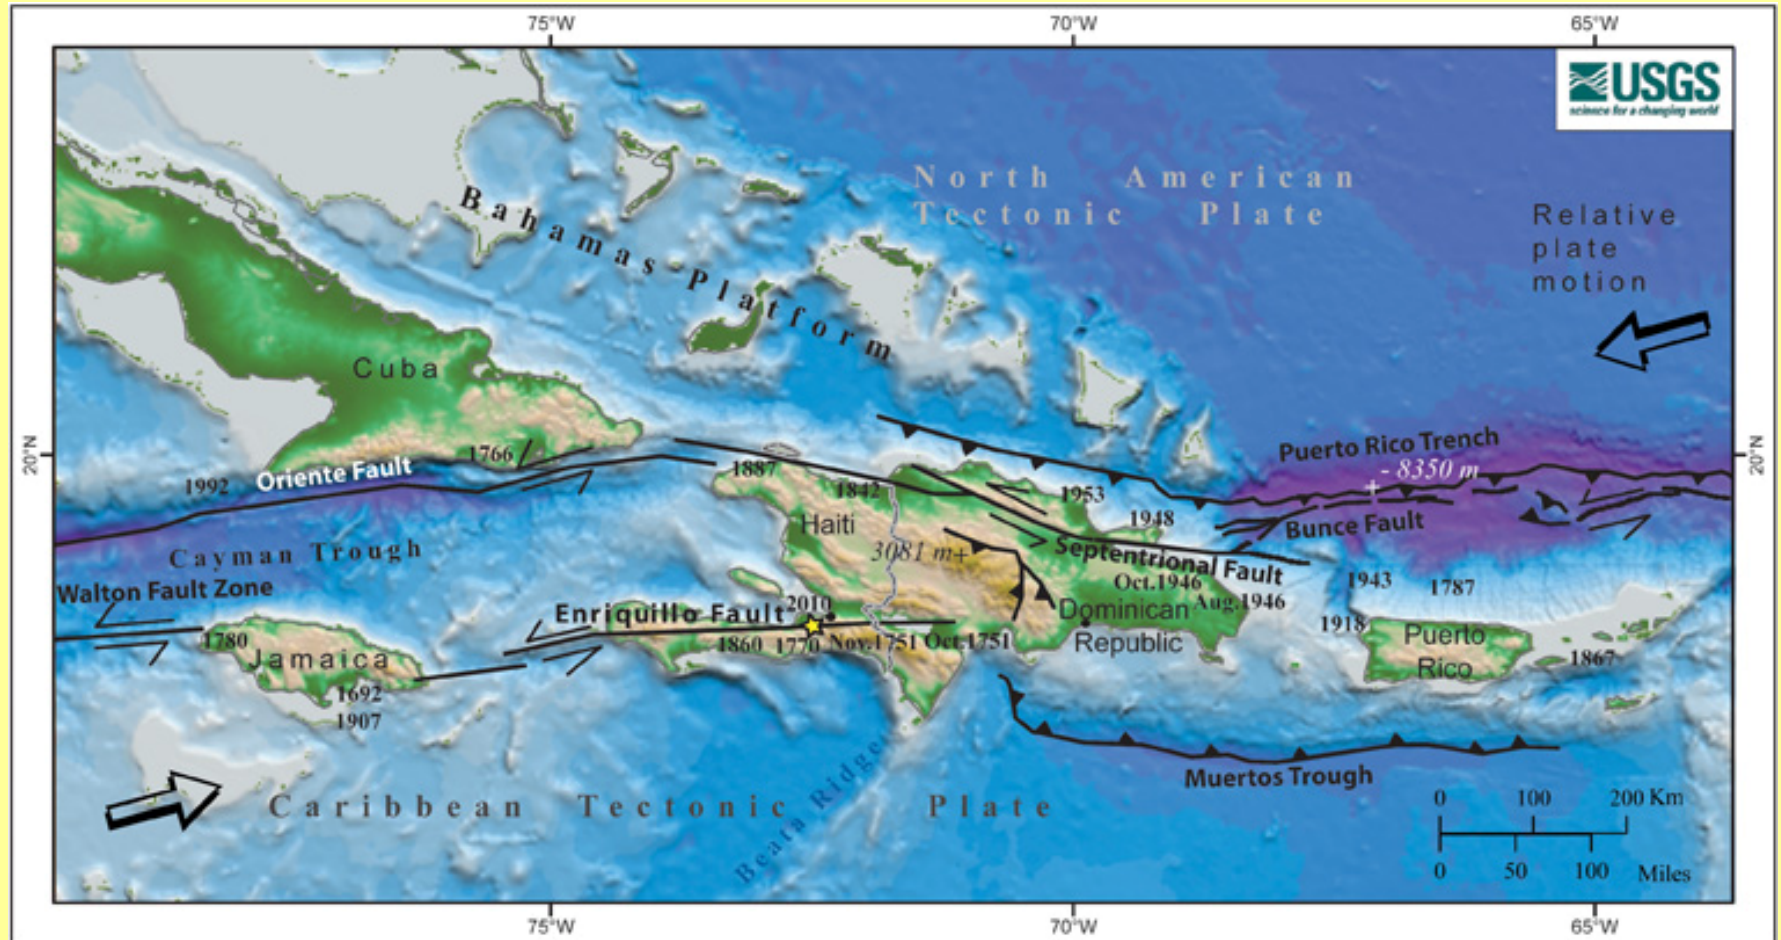 75°W
70°W
65°W
USGS
science for a changing world
North American
Tectonic Plate
Relative
plate
motion
Bahamas Platform
Cuba
20°N
20°N
Puerto Rico Trench
- 8350 m
+
1766
Oriente Fault
1992
1887
1842
1953
1948
Haiti
Bunce Fault
Cayman Trough
3081 m+
Septentrional Fault
Oct.1946
Aug.1946
1943
1787
Walton Fault Zone
Enriquillo Fault
2010
Dominican
Republic
1918
Puerto
Rico
1780
Jamaica
1860
1770
Nov.1751
Oct.1751
1867
1692
1907
Muertos Trough
Beata Ridge
Caribbean Tectonic Plate
0 100 200 Km
0 50 100 Miles
75°W
70°W
65°W